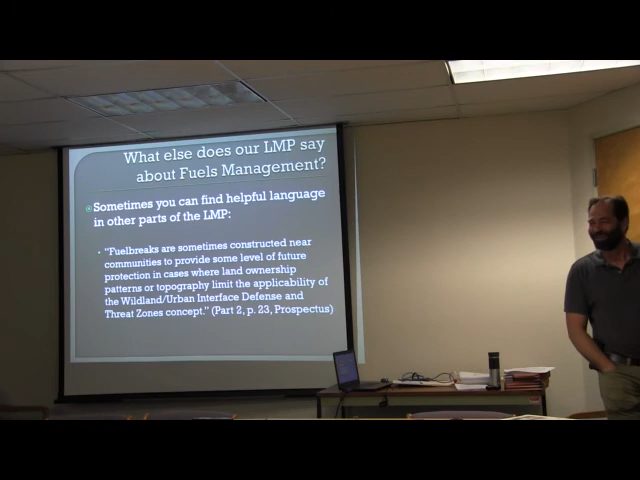 What else does our LMP say
about Fuels Management?
Sometimes you can find helpful language
in other parts of the LMP:
"Fuelbreaks are sometimes constructed near
communities to provide some level of future
protection in cases where land ownership
patterns or topography limit the applicability of
the Wildland/Urban Interface Defense and
Threat Zones concept." (Part 2, p. 23, Prospectus)